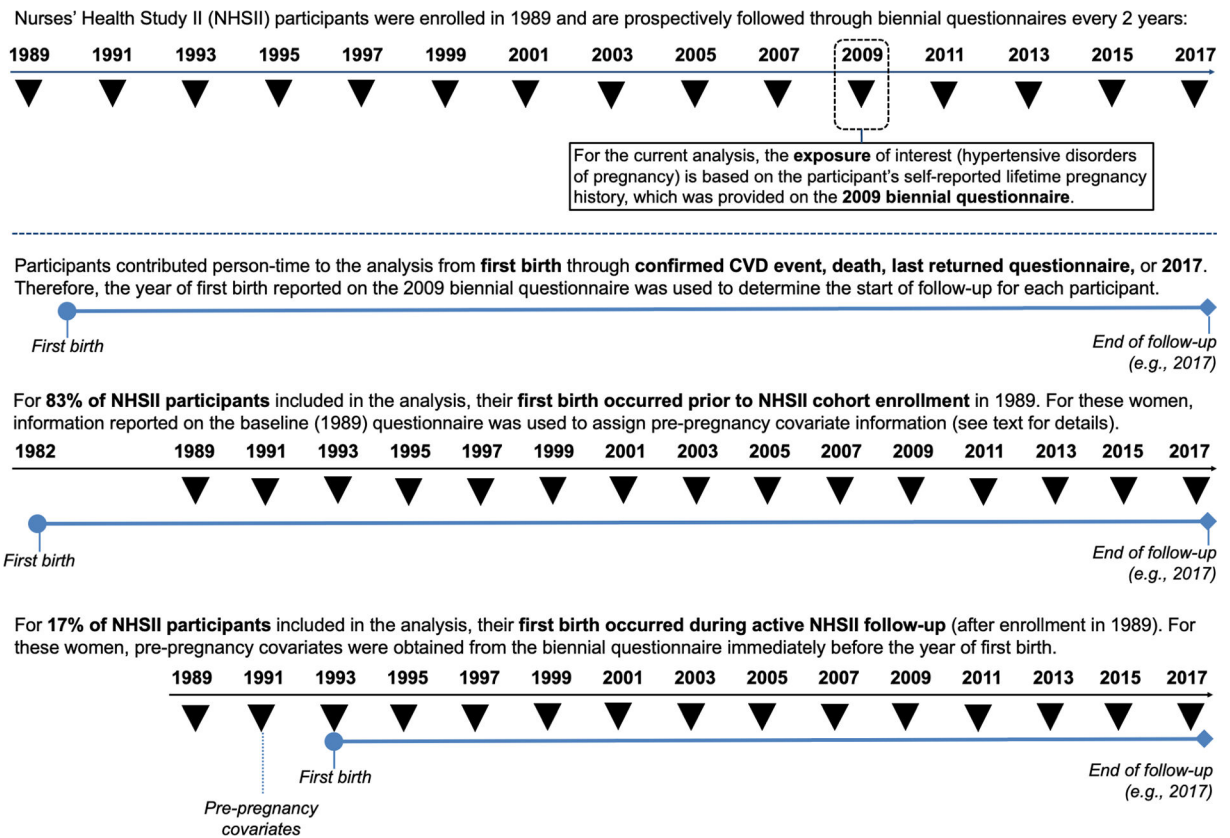 Nurses' Health Study II (NHSII) participants were enrolled in 1989 and are prospectively followed through biennial questionnaires every 2 years:
1989 1991 1993 1995 1997 1999 2001 2003 2005 2007 2009 2011 2013 2015 2017
For the current analysis, the exposure of interest (hypertensive disorders
of pregnancy) is based on the participant's self-reported lifetime pregnancy
history, which was provided on the 2009 biennial questionnaire.
Participants contributed person-time to the analysis from first birth through confirmed CVD event, death, last returned questionnaire, or 2017.
Therefore, the year of first birth reported on the 2009 biennial questionnaire was used to determine the start of follow-up for each participant.
First birth
End of follow-up
(e.g., 2017)
For 83% of NHSII participants included in the analysis, their first birth occurred prior to NHSII cohort enrollment in 1989. For these women,
information reported on the baseline (1989) questionnaire was used to assign pre-pregnancy covariate information (see text for details).
1982 1989 1991 1993 1995 1997 1999 2001 2003 2005 2007 2009 2011 2013 2015 2017
First birth
End of follow-up
(e.g., 2017)
For 17% of NHSII participants included in the analysis, their first birth occurred during active NHSII follow-up (after enrollment in 1989). For
these women, pre-pregnancy covariates were obtained from the biennial questionnaire immediately before the year of first birth.
1989 1991 1993 1995 1997 1999 2001 2003 2005 2007 2009 2011 2013 2015 2017
First birth
End of follow-up
(e.g., 2017)
Pre-pregnancy
covariates